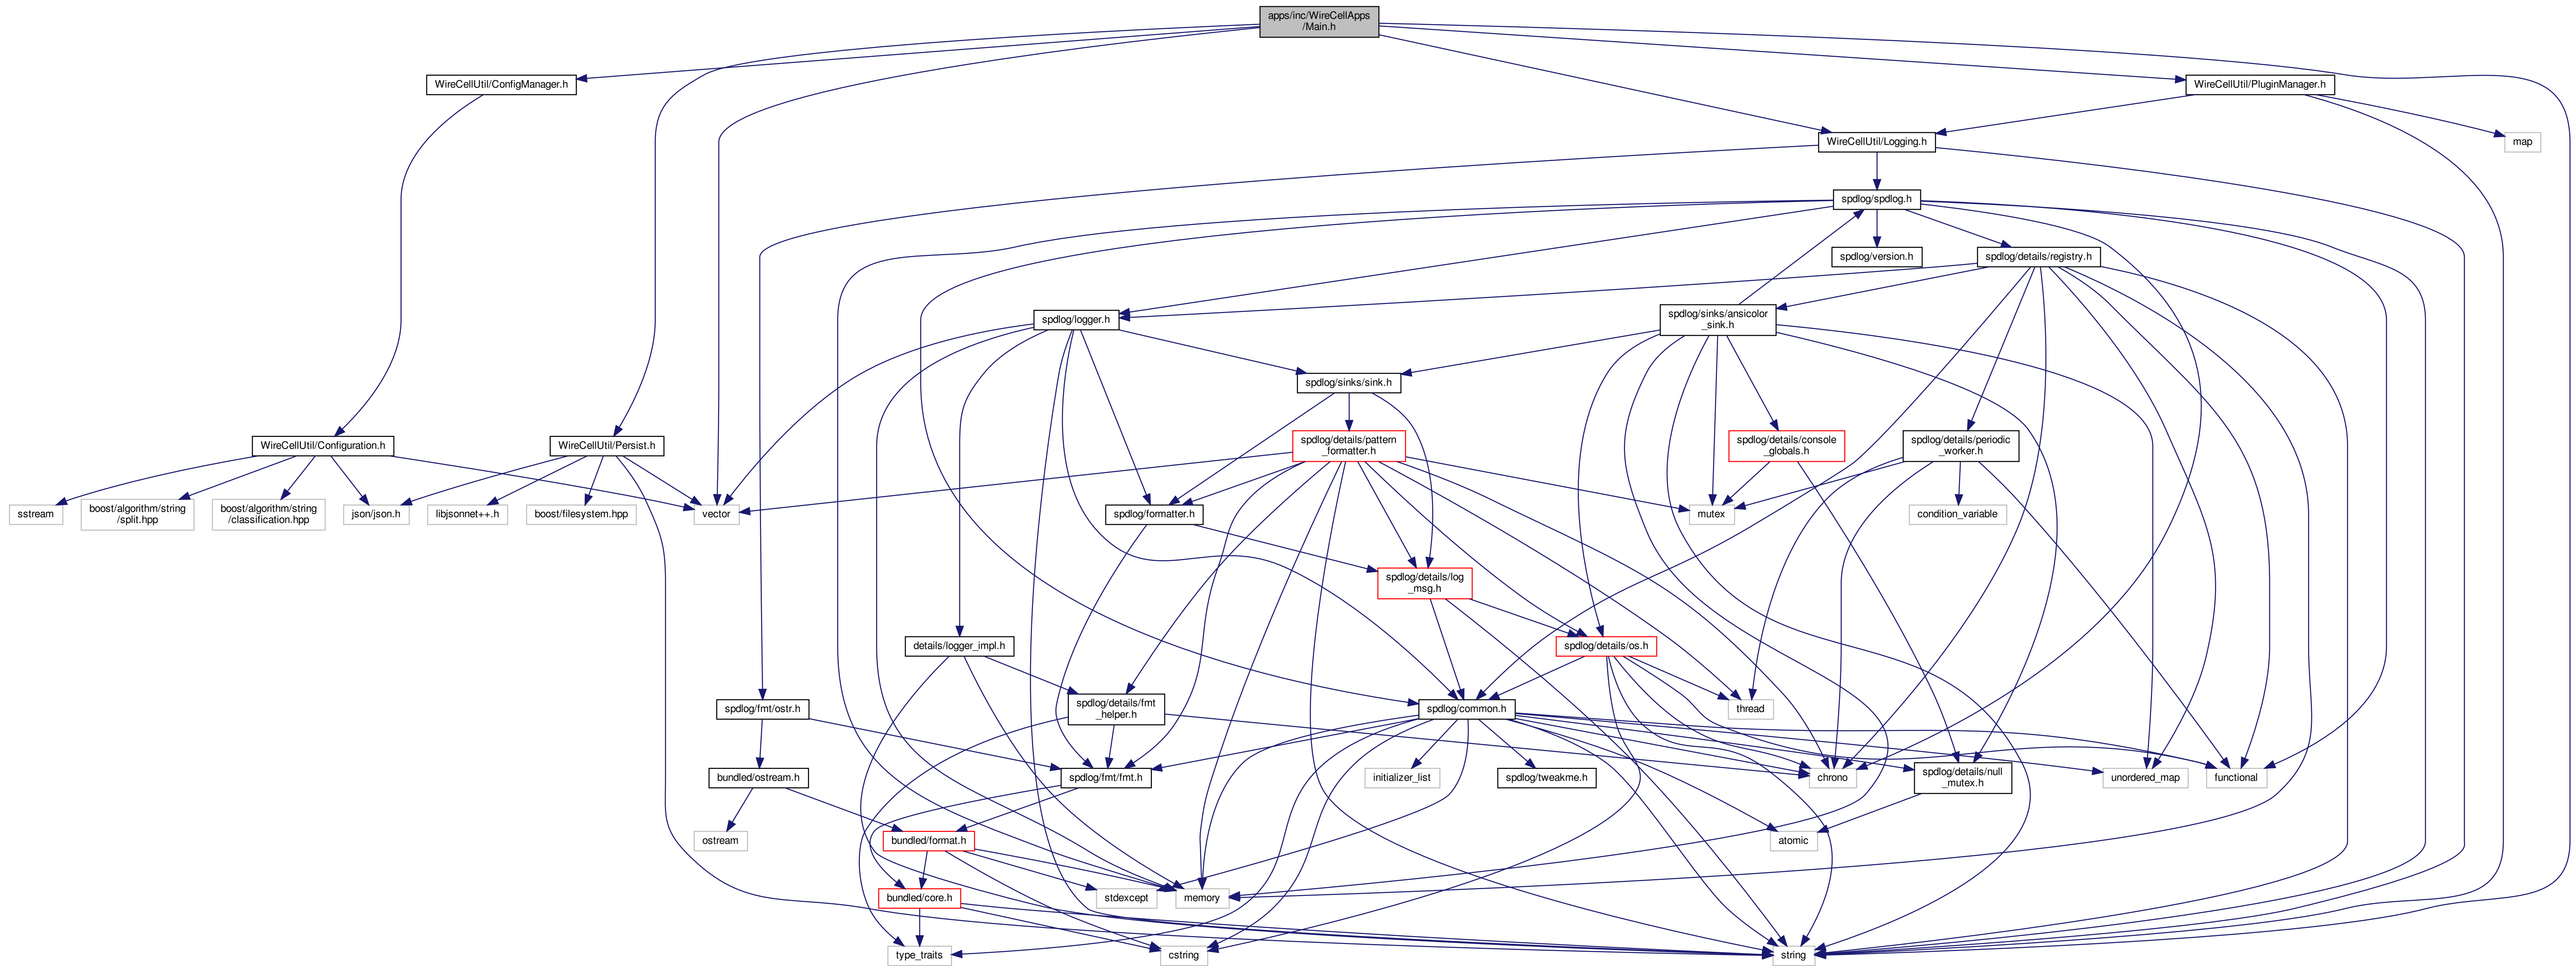 apps/inc/WireCellApps
/Main.h
WireCellUtil/ConfigManager.h
WireCellUtil/PluginManager.h
WireCellUtil/Logging.h
map
spdlog/spdlog.h
spdlog/version.h
spdlog/details/registry.h
spdlog/logger.h
spdlog/sinks/ansicolor
_sink.h
spdlog/sinks/sink.h
WireCellUtil/Configuration.h
WireCellUtil/Persist.h
spdlog/details/pattern
_formatter.h
spdlog/details/console
_globals.h
spdlog/details/periodic
_worker.h
sstream
boost/algorithm/string
/split.hpp
boost/algorithm/string
/classification.hpp
json/json.h
libjsonnet++.h
boost/filesystem.hpp
vector
spdlog/formatter.h
mutex
condition_variable
spdlog/details/log
_msg.h
details/logger_impl.h
spdlog/details/os.h
spdlog/fmt/ostr.h
spdlog/details/fmt
_helper.h
spdlog/common.h
thread
bundled/ostream.h
spdlog/fmt/fmt.h
initializer_list
spdlog/tweakme.h
chrono
spdlog/details/null
_mutex.h
unordered_map
functional
ostream
bundled/format.h
atomic
bundled/core.h
stdexcept
memory
type_traits
cstring
string